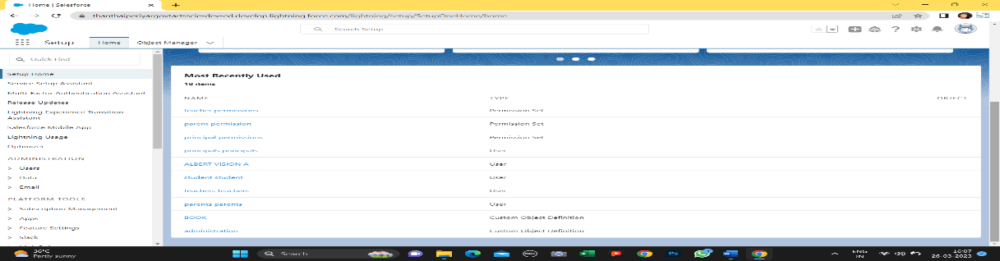 Home | Salesforce
thanthaiperiyargovtartsscie-dev-ed.develop.lightning.force.com/lightning/setup/SetupOneHome/home
Search Setup
Setup
Home
Object Manager
Quick Find
Setup Home
Service Setup Assistant
Multi-Factor Authentication Assistant
Release Updates
Lightning Experience Transition
Assistant
Salesforce Mobile App
Lightning Usage
Optimizer
ADMINISTRATION
> Users
> Data
> Email
PLATFORM TOOLS
> Subscription Management
> Apps
> Feature Settings
> Slack
Most Recently Used
10 items
NAME TYPE OBJECT
teacher permissions Permission Set
parent permission Permission Set
principal permissions Permission Set
principals principals User
ALBERT VISION A User
student student User
teachers teachers User
parents parents User
BOOK Custom Object Definition
administration Custom Object Definition
36°C
Partly sunny
Search
ENG
IN
16:07
26-03-2023